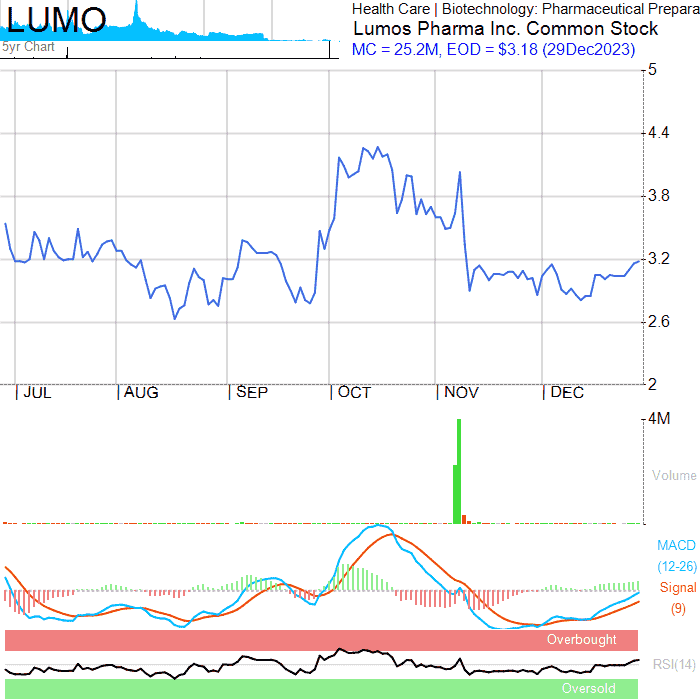 LUMO
5yr Chart
Health Care | Biotechnology: Pharmaceutical Prepara
Lumos Pharma Inc. Common Stock
MC = 25.2M, EOD = $3.18 (29Dec2023)
5
4.4
3.8
3.2
2.6
2
JUL AUG SEP OCT NOV DEC
4M
Volume
MACD
(12-26)
Signal
(9)
Overbought
RSI(14)
Oversold